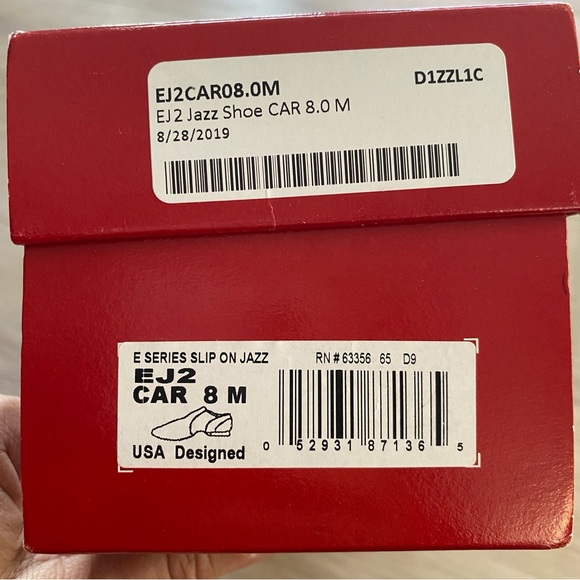 EJ2CAR08.0M D1ZZL1C
EJ2 Jazz Shoe CAR 8.0 M
8/28/2019
E SERIES SLIP ON JAZZ RN#63356 65 D9
EJ2
CAR 8 M
USA Designed
0 52931 87136 5